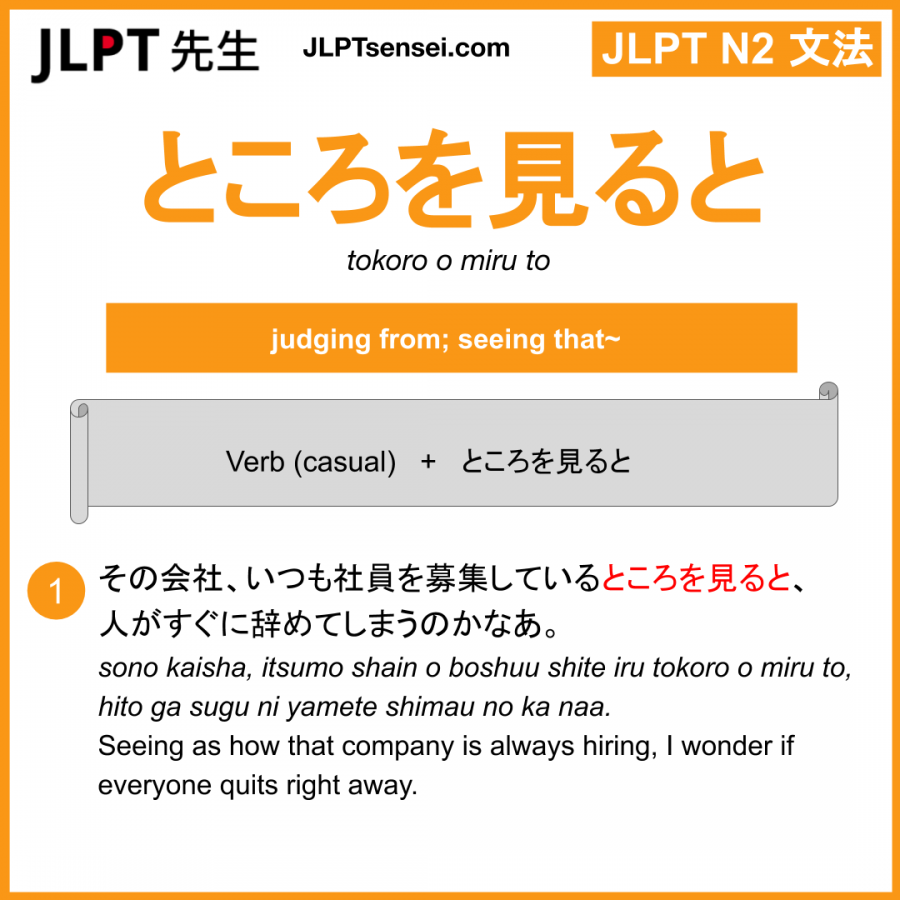 JLPT 先生
JLPTsensei.com
JLPT N2 文法
ところを見ると
tokoro o miru to
judging from; seeing that~
Verb (casual) + ところを見ると
1
その会社、いつも社員を募集しているところを見ると、
人がすぐに辞めてしまうのかなあ。
sono kaisha, itsumo shain o boshuu shite iru tokoro o miru to,
hito ga sugu ni yamete shimau no ka naa.
Seeing as how that company is always hiring, I wonder if
everyone quits right away.